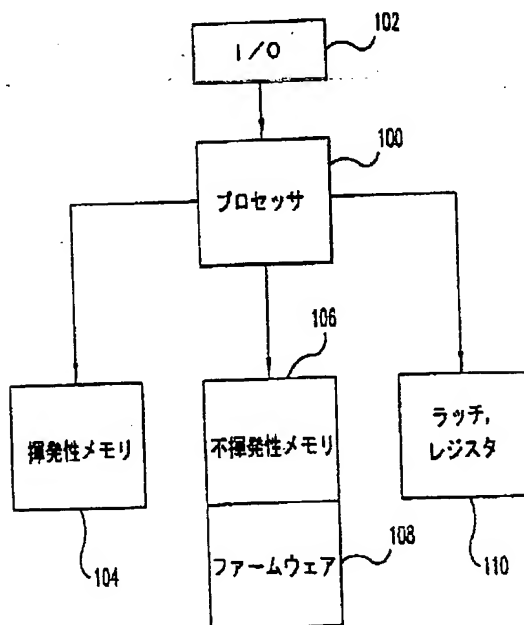 I/O
102
100
プロセッサ
106
揮発性メモリ
不揮発性メモリ
ラッチ,
レジスタ
104
ファームウェア
108
110